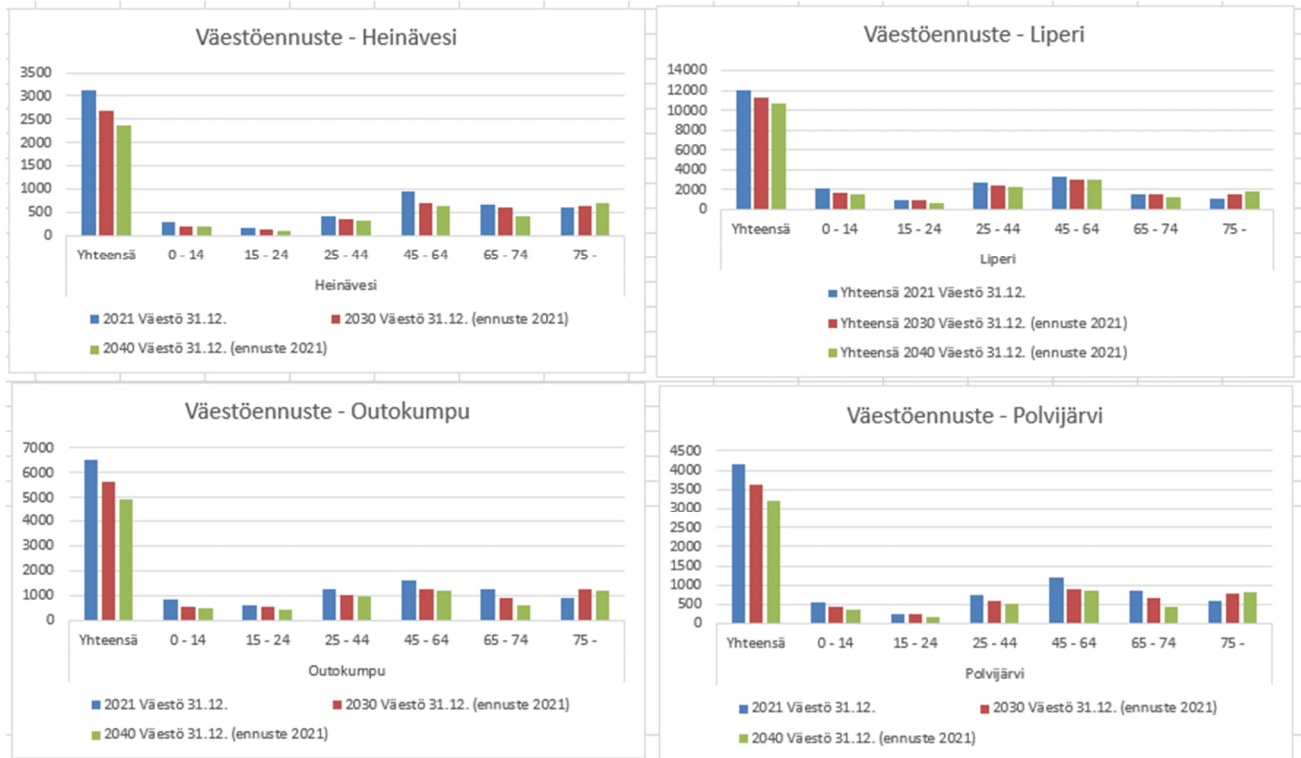 Väestöennuste - Heinävesi
3500
3000
2500
2000
1500
1000
500
0
Yhteensä 0 - 14 15 - 24 25 - 44 45 - 64 65 - 74 75 -
Heinävesi
2021 Väestö 31.12. 2030 Väestö 31.12. (ennuste 2021)
2040 Väestö 31.12. (ennuste 2021)
Väestöennuste - Liperi
14000
12000
10000
8000
6000
4000
2000
0
Yhteensä 0 - 14 15 - 24 25 - 44 45 - 64 65 - 74 75 -
Liperi
Yhteensä 2021 Väestö 31.12.
Yhteensä 2030 Väestö 31.12. (ennuste 2021)
Yhteensä 2040 Väestö 31.12. (ennuste 2021)
Väestöennuste - Outokumpu
7000
6000
5000
4000
3000
2000
1000
0
Yhteensä 0 - 14 15 - 24 25 - 44 45 - 64 65 - 74 75 -
Outokumpu
2021 Väestö 31.12. 2030 Väestö 31.12. (ennuste 2021)
2040 Väestö 31.12. (ennuste 2021)
Väestöennuste - Polvijärvi
4500
4000
3500
3000
2500
2000
1500
1000
500
0
Yhteensä 0 - 14 15 - 24 25 - 44 45 - 64 65 - 74 75 -
Polvijärvi
2021 Väestö 31.12. 2030 Väestö 31.12. (ennuste 2021)
2040 Väestö 31.12. (ennuste 2021)